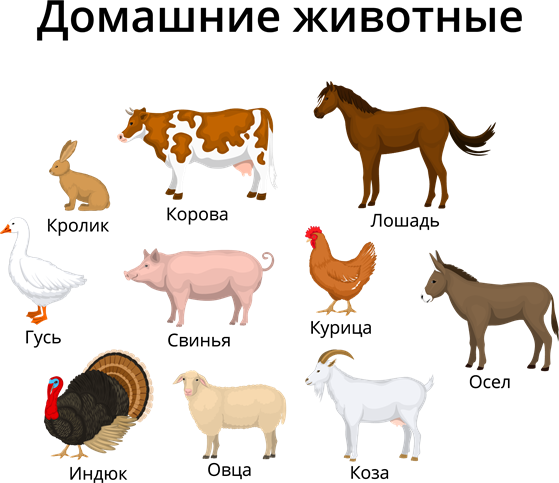 Домашние животные
Кролик
Корова
Лошадь
Гусь
Свинья
Курица
Осел
Индюк
Овца
Коза